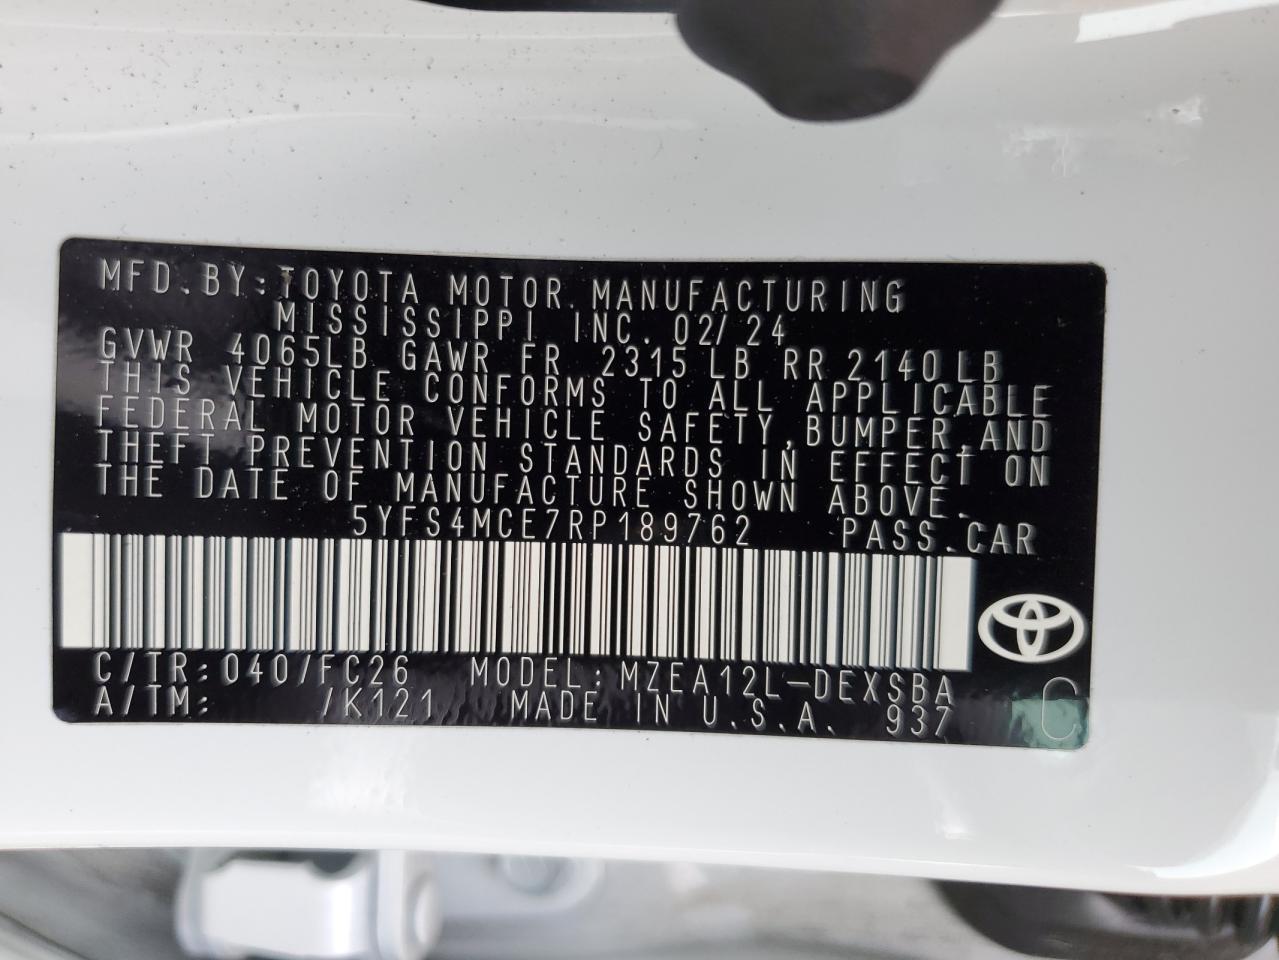 MFD.BY:TOYOTA MOTOR MANUFACTURING
MISSISSIPPI INC. 02/24
GVWR 4065LB GAWR FR 2315 LB RR 2140 LB
THIS VEHICLE CONFORMS TO ALL APPLICABLE
FEDERAL MOTOR VEHICLE SAFETY,BUMPER,AND
THEFT PREVENTION STANDARDS IN EFFECT ON
THE DATE OF MANUFACTURE SHOWN ABOVE.
5YFS4MCE7RP189762 PASS.CAR
C/TR:040/FC26 MODEL:MZEA12L-DEXSBA
A/TM: /K121 MADE IN U.S.A. 937 C